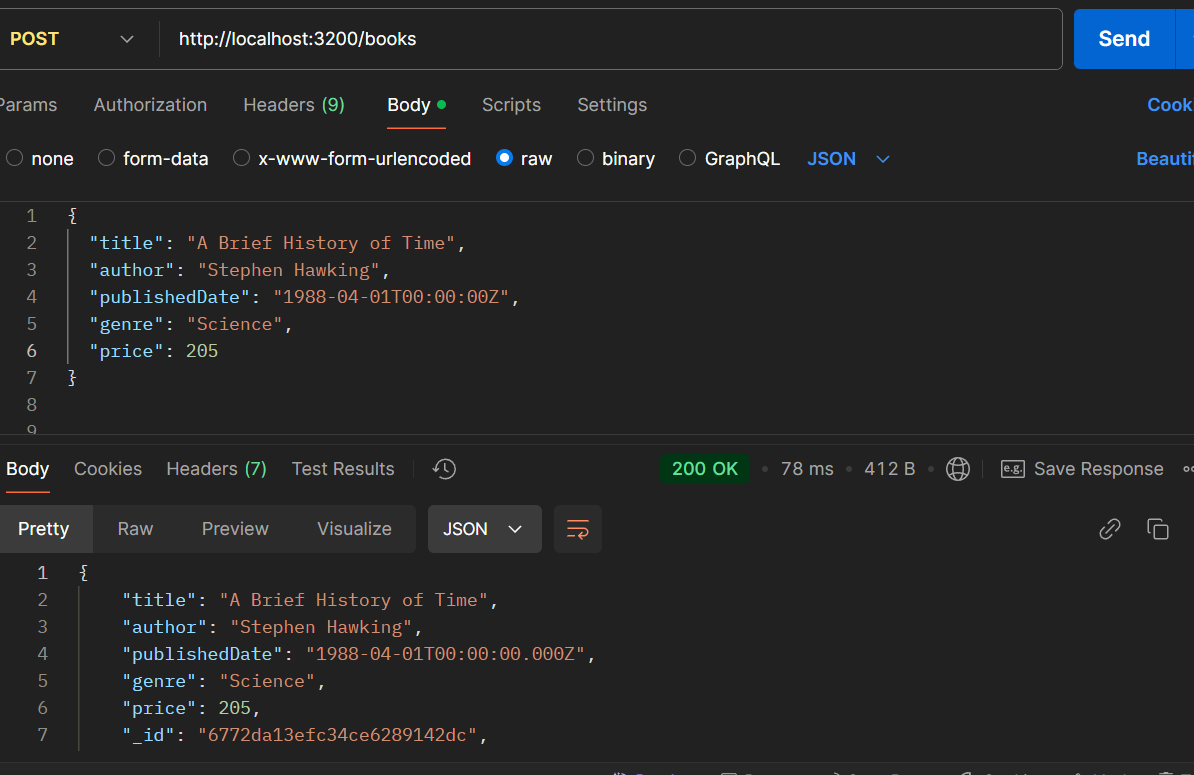 POST http://localhost:3200/books Send
Params Authorization Headers (9) Body Scripts Settings Cook
none form-data x-www-form-urlencoded raw binary GraphQL JSON Beauti
1 {
2 "title": "A Brief History of Time",
3 "author": "Stephen Hawking",
4 "publishedDate": "1988-04-01T00:00:00Z",
5 "genre": "Science",
6 "price": 205
7 }
8
9
Body Cookies Headers (7) Test Results 200 OK 78 ms 412 B e.g. Save Response
Pretty Raw Preview Visualize JSON
1 {
2 "title": "A Brief History of Time",
3 "author": "Stephen Hawking",
4 "publishedDate": "1988-04-01T00:00:00.000Z",
5 "genre": "Science",
6 "price": 205,
7 "_id": "6772da13efc34ce6289142dc",